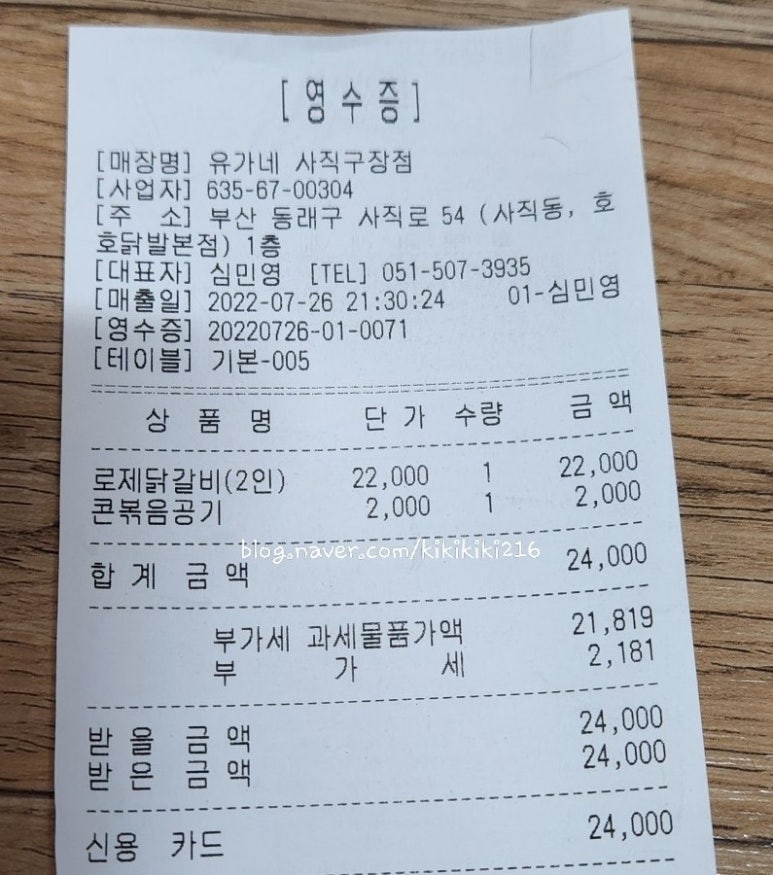 [영수증]
[매장명] 유가네 사직구장점
[사업자] 635-67-00304
[주 소] 부산 동래구 사직로 54 (사직동, 호
호닭발본점) 1층
[대표자] 심민영 [TEL] 051-507-3935
[매출일] 2022-07-26 21:30:24 01-심민영
[영수증] 20220726-01-0071
[테이블] 기본-005
상 품 명 단 가 수량 금 액
로제닭갈비(2인) 22,000 1 22,000
콘볶음공기 2,000 1 2,000
blog.naver.com/kikikiki216
합 계 금 액 24,000
부가세 과세물품가액 21,819
부 가 세 2,181
받 을 금 액 24,000
받 은 금 액 24,000
신용 카드 24,000